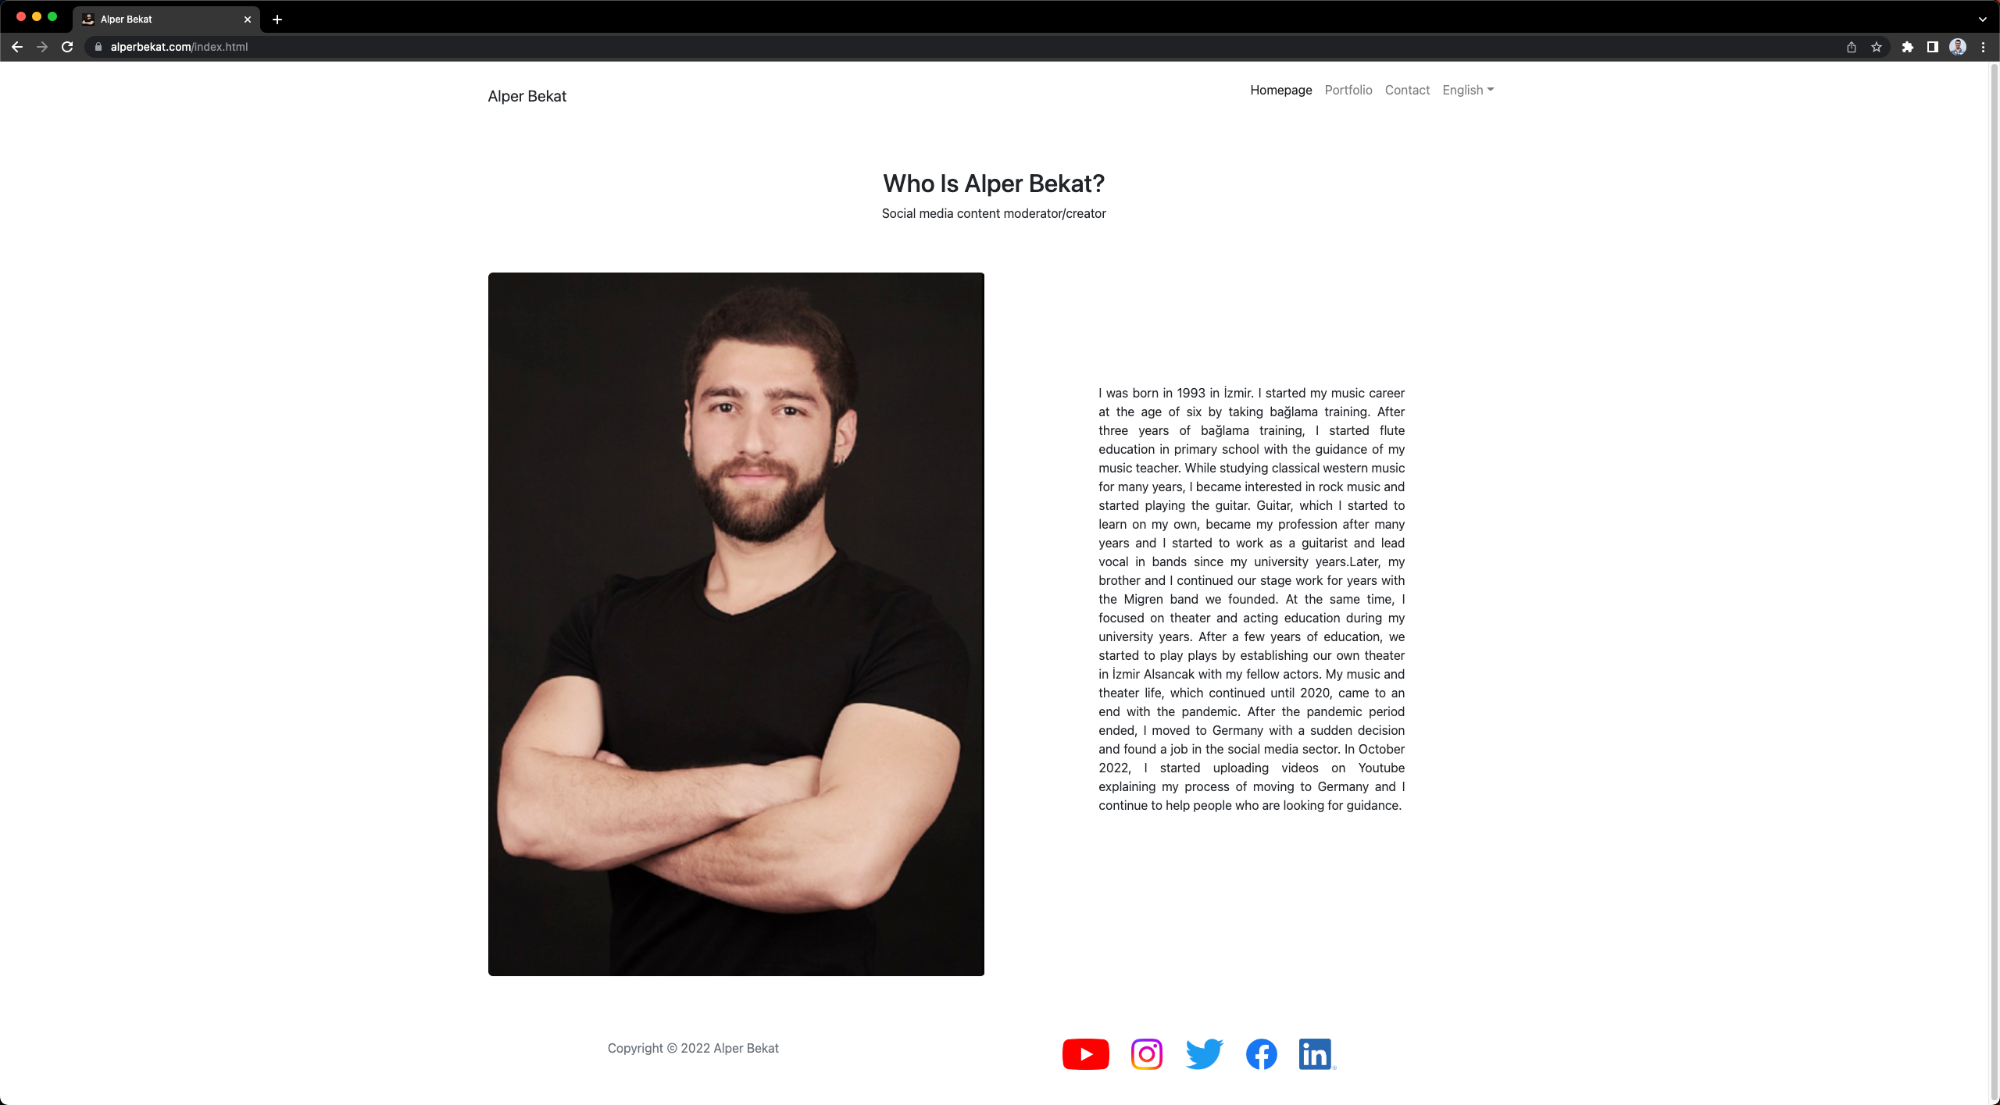 Alper Bekat
alperbekat.com/index.html
Alper Bekat
Homepage Portfolio Contact English
Who Is Alper Bekat?
Social media content moderator/creator
I was born in 1993 in İzmir. I started my music career
at the age of six by taking bağlama training. After
three years of bağlama training, I started flute
education in primary school with the guidance of my
music teacher. While studying classical western music
for many years, I became interested in rock music and
started playing the guitar. Guitar, which I started to
learn on my own, became my profession after many
years and I started to work as a guitarist and lead
vocal in bands since my university years.Later, my
brother and I continued our stage work for years with
the Migren band we founded. At the same time, I
focused on theater and acting education during my
university years. After a few years of education, we
started to play plays by establishing our own theater
in İzmir Alsancak with my fellow actors. My music and
theater life, which continued until 2020, came to an
end with the pandemic. After the pandemic period
ended, I moved to Germany with a sudden decision
and found a job in the social media sector. In October
2022, I started uploading videos on Youtube
explaining my process of moving to Germany and I
continue to help people who are looking for guidance.
Copyright © 2022 Alper Bekat
in